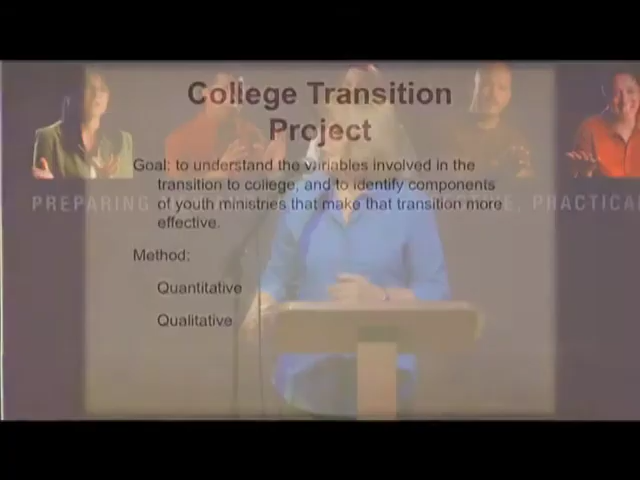 College Transition
Project
Goal: to understand the variables involved in the
transition to college, and to identify components
of youth ministries that make that transition more
effective.
PREPARING
PRACTICA
Method:
Quantitative
Qualitative